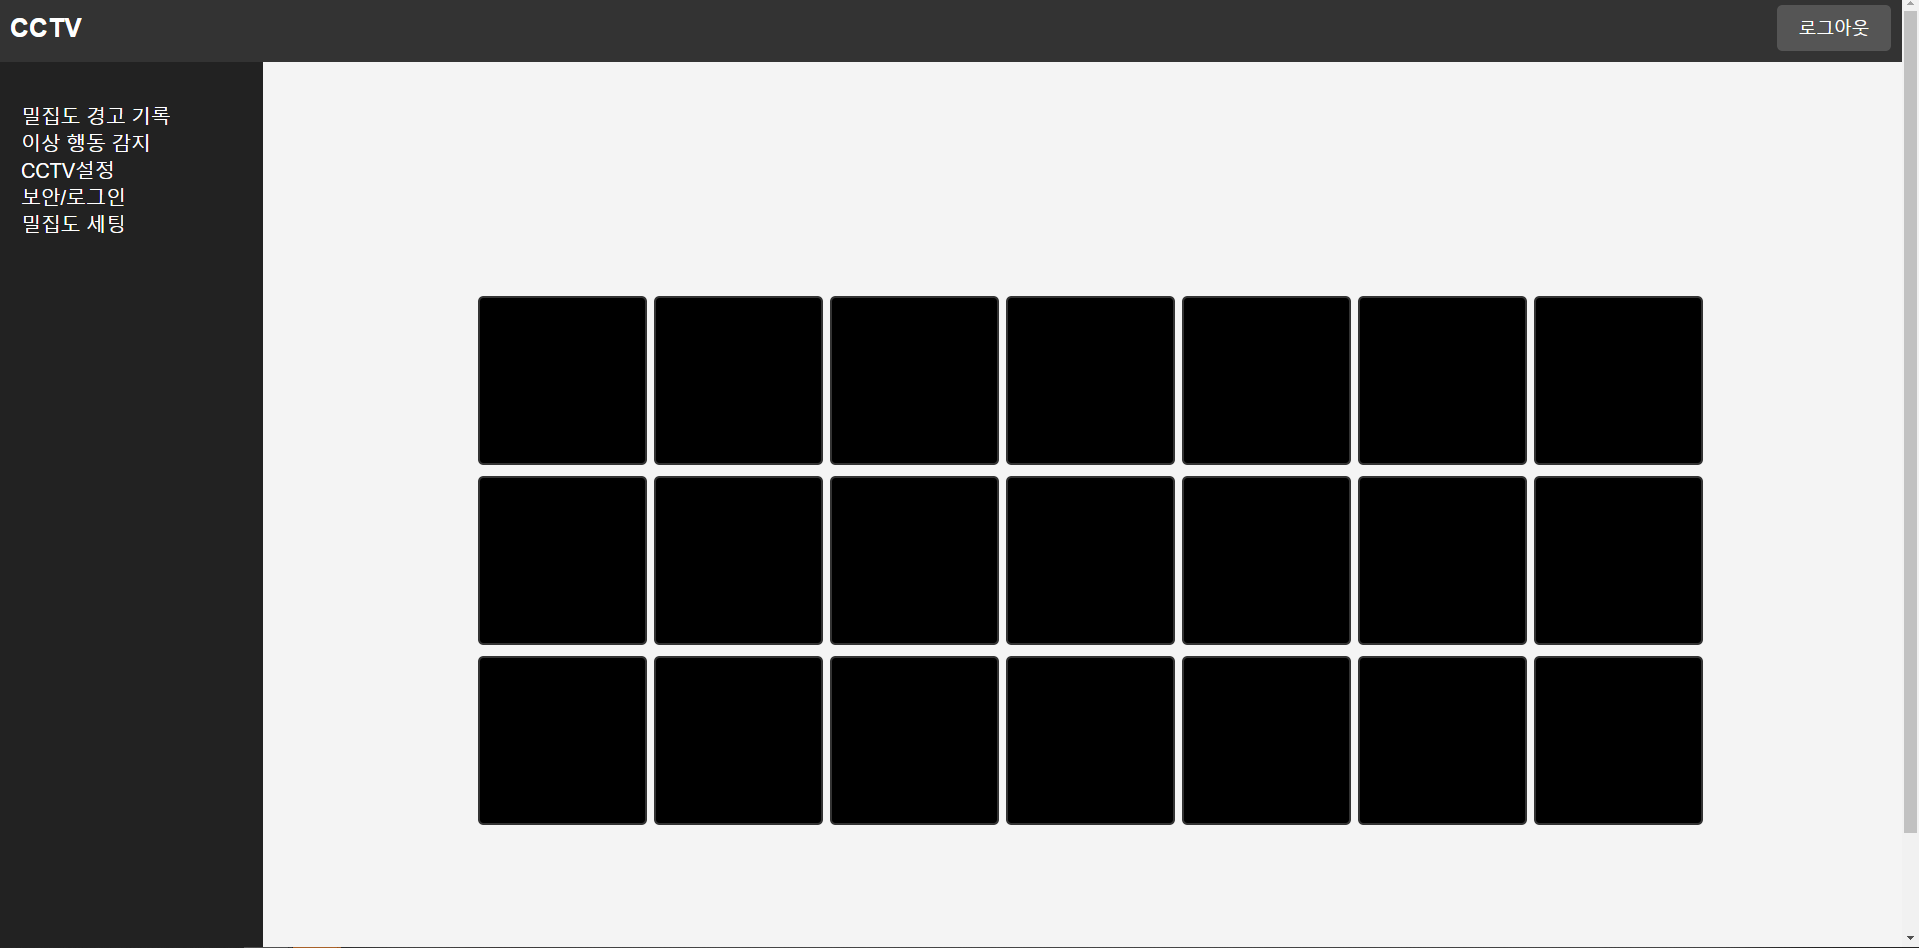 CCTV
로그아웃
밀집도 경고 기록
이상 행동 감지
CCTV설정
보안/로그인
밀집도 세팅